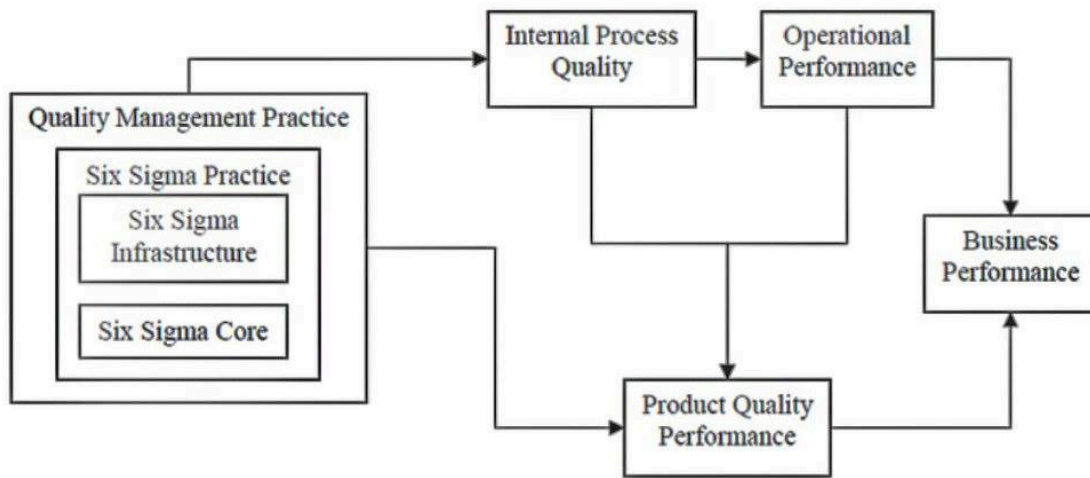 Internal Process
Quality
Operational
Performance
Quality Management Practice
Six Sigma Practice
Six Sigma
Infrastructure
Six Sigma Core
Business
Performance
Product Quality
Performance